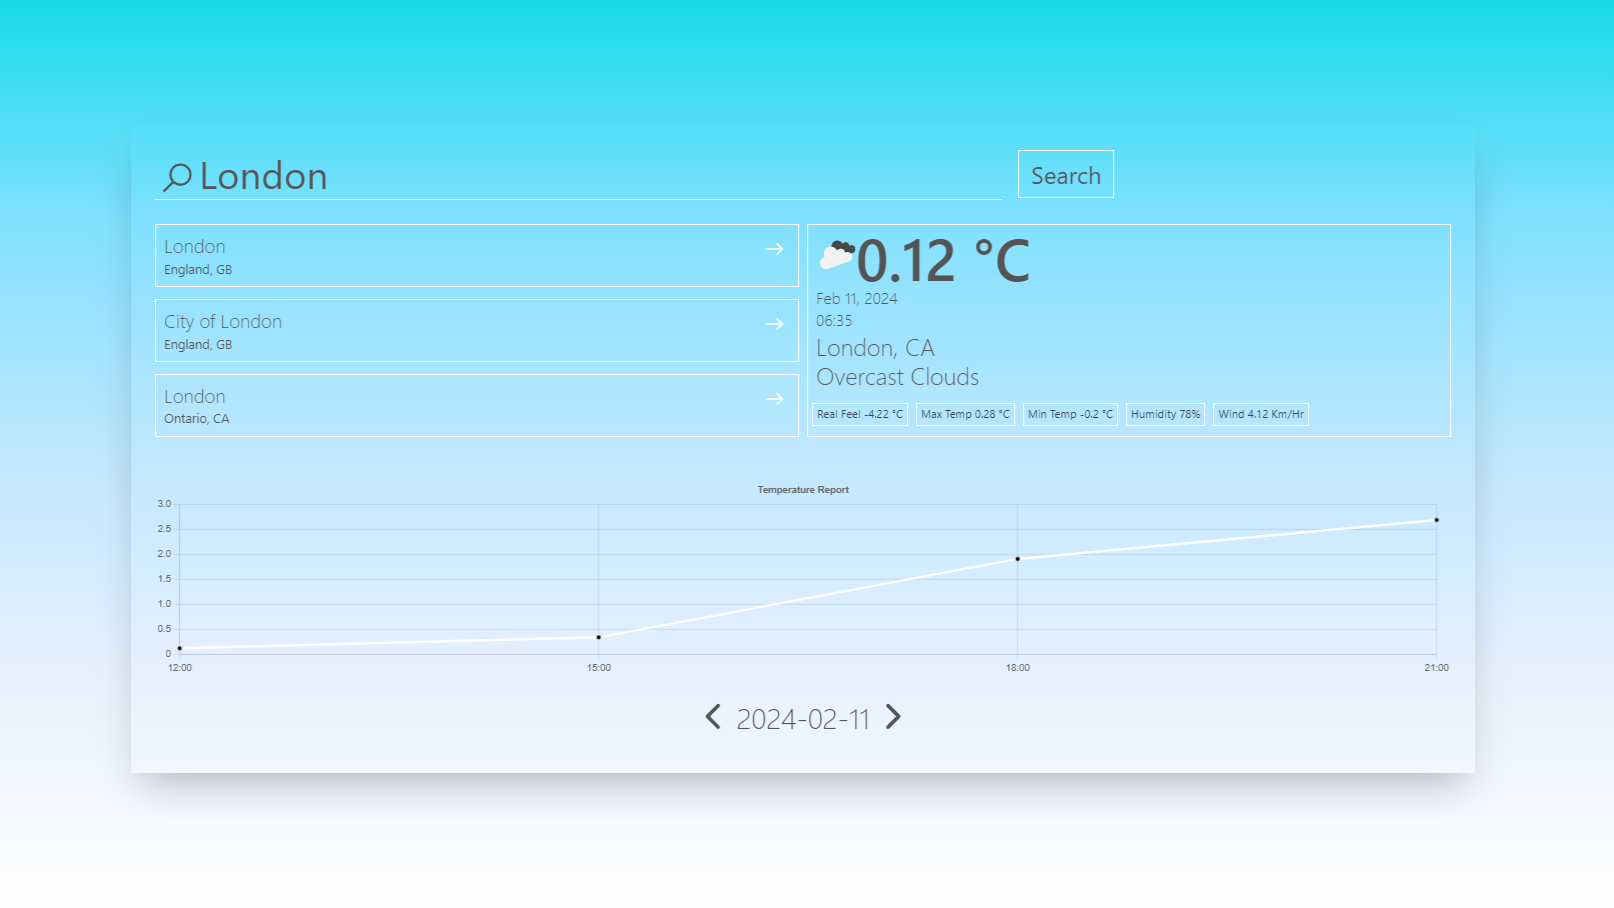 London
Search
London
England, GB
City of London
England, GB
London
Ontario, CA
0.12 °C
Feb 11, 2024
06:35
London, CA
Overcast Clouds
Real Feel -4.22 °C
Max Temp 0.28 °C
Min Temp -0.2 °C
Humidity 78%
Wind 4.12 Km/Hr
Temperature Report
3.0
2.5
2.0
1.5
1.0
0.5
0
12:00
15:00
18:00
21:00
2024-02-11